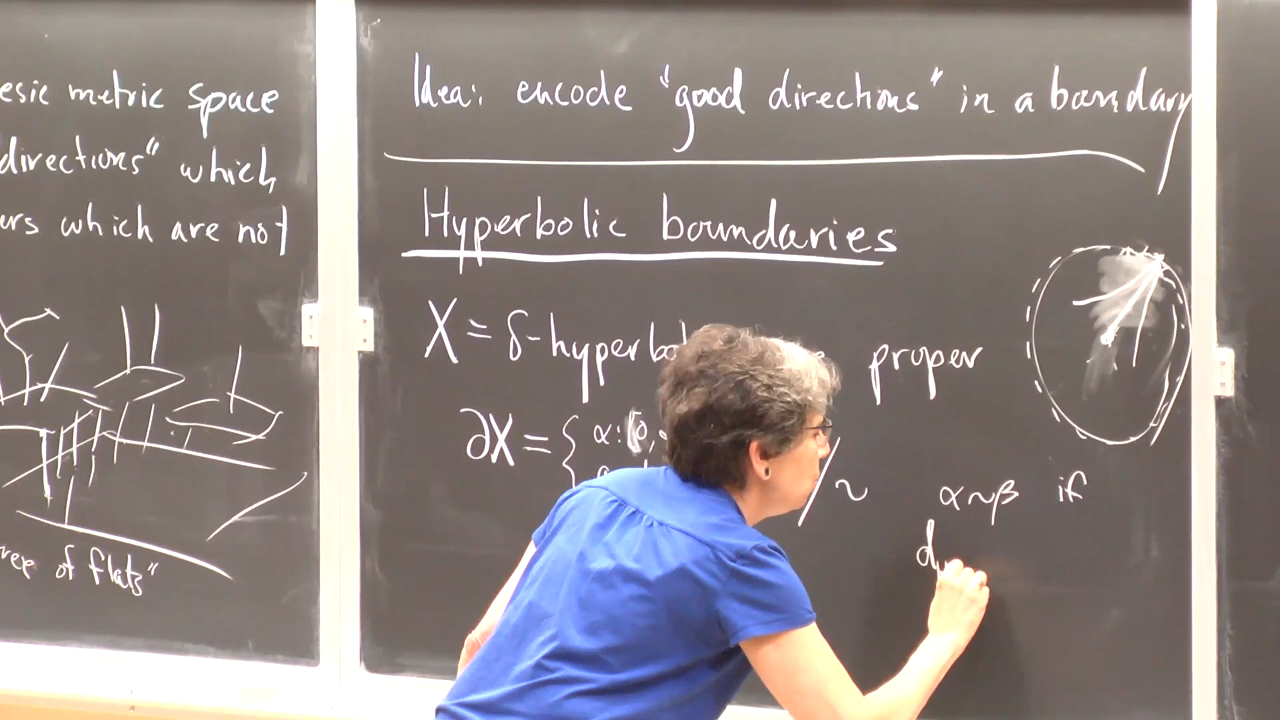 esic metric space
directions" which
urs which are not
ree of flats"
Idea: encode "good directions" in a boundary
Hyperbolic boundaries
X = δ-hyperbol proper
∂X = { α: [0, / ~ α~β if
d